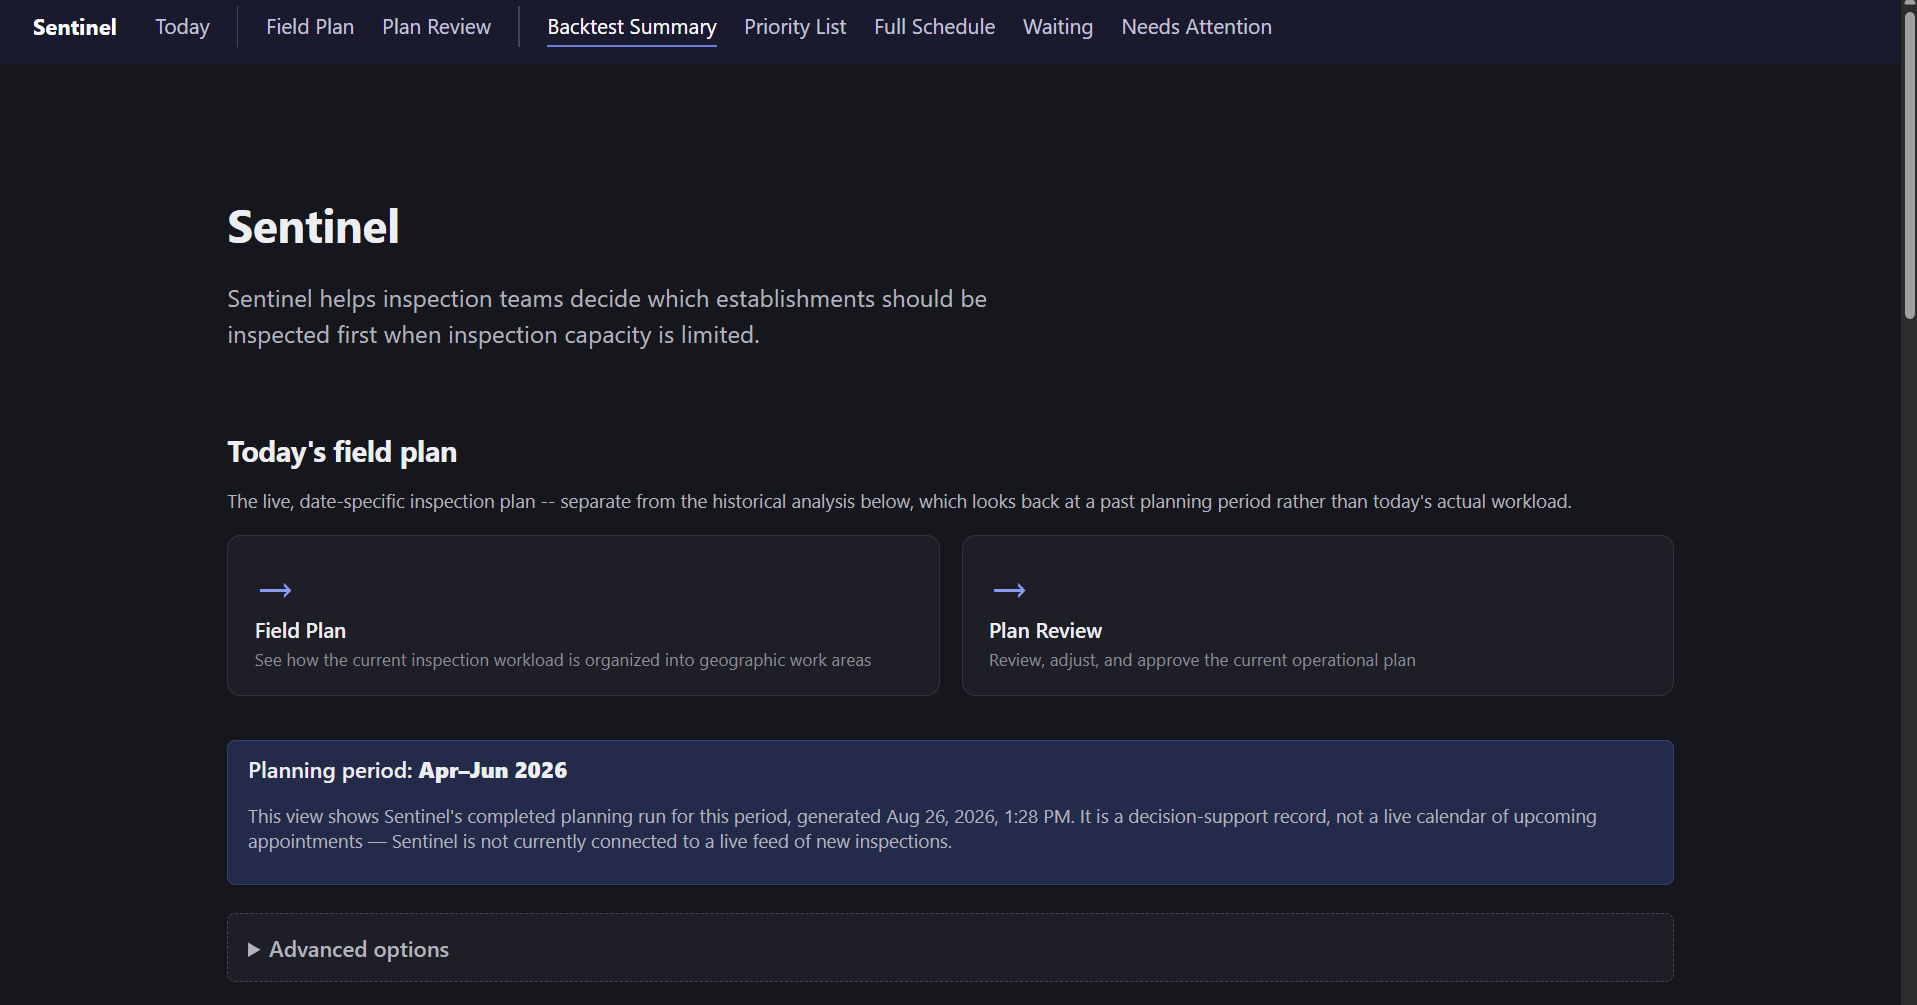 Sentinel Today Field Plan Plan Review Backtest Summary Priority List Full Schedule Waiting Needs Attention
Sentinel
Sentinel helps inspection teams decide which establishments should be
inspected first when inspection capacity is limited.
Today's field plan
The live, date-specific inspection plan -- separate from the historical analysis below, which looks back at a past planning period rather than today's actual workload.
→
Field Plan
See how the current inspection workload is organized into geographic work areas
→
Plan Review
Review, adjust, and approve the current operational plan
Planning period: Apr–Jun 2026
This view shows Sentinel's completed planning run for this period, generated Aug 26, 2026, 1:28 PM. It is a decision-support record, not a live calendar of upcoming
appointments — Sentinel is not currently connected to a live feed of new inspections.
▶ Advanced options